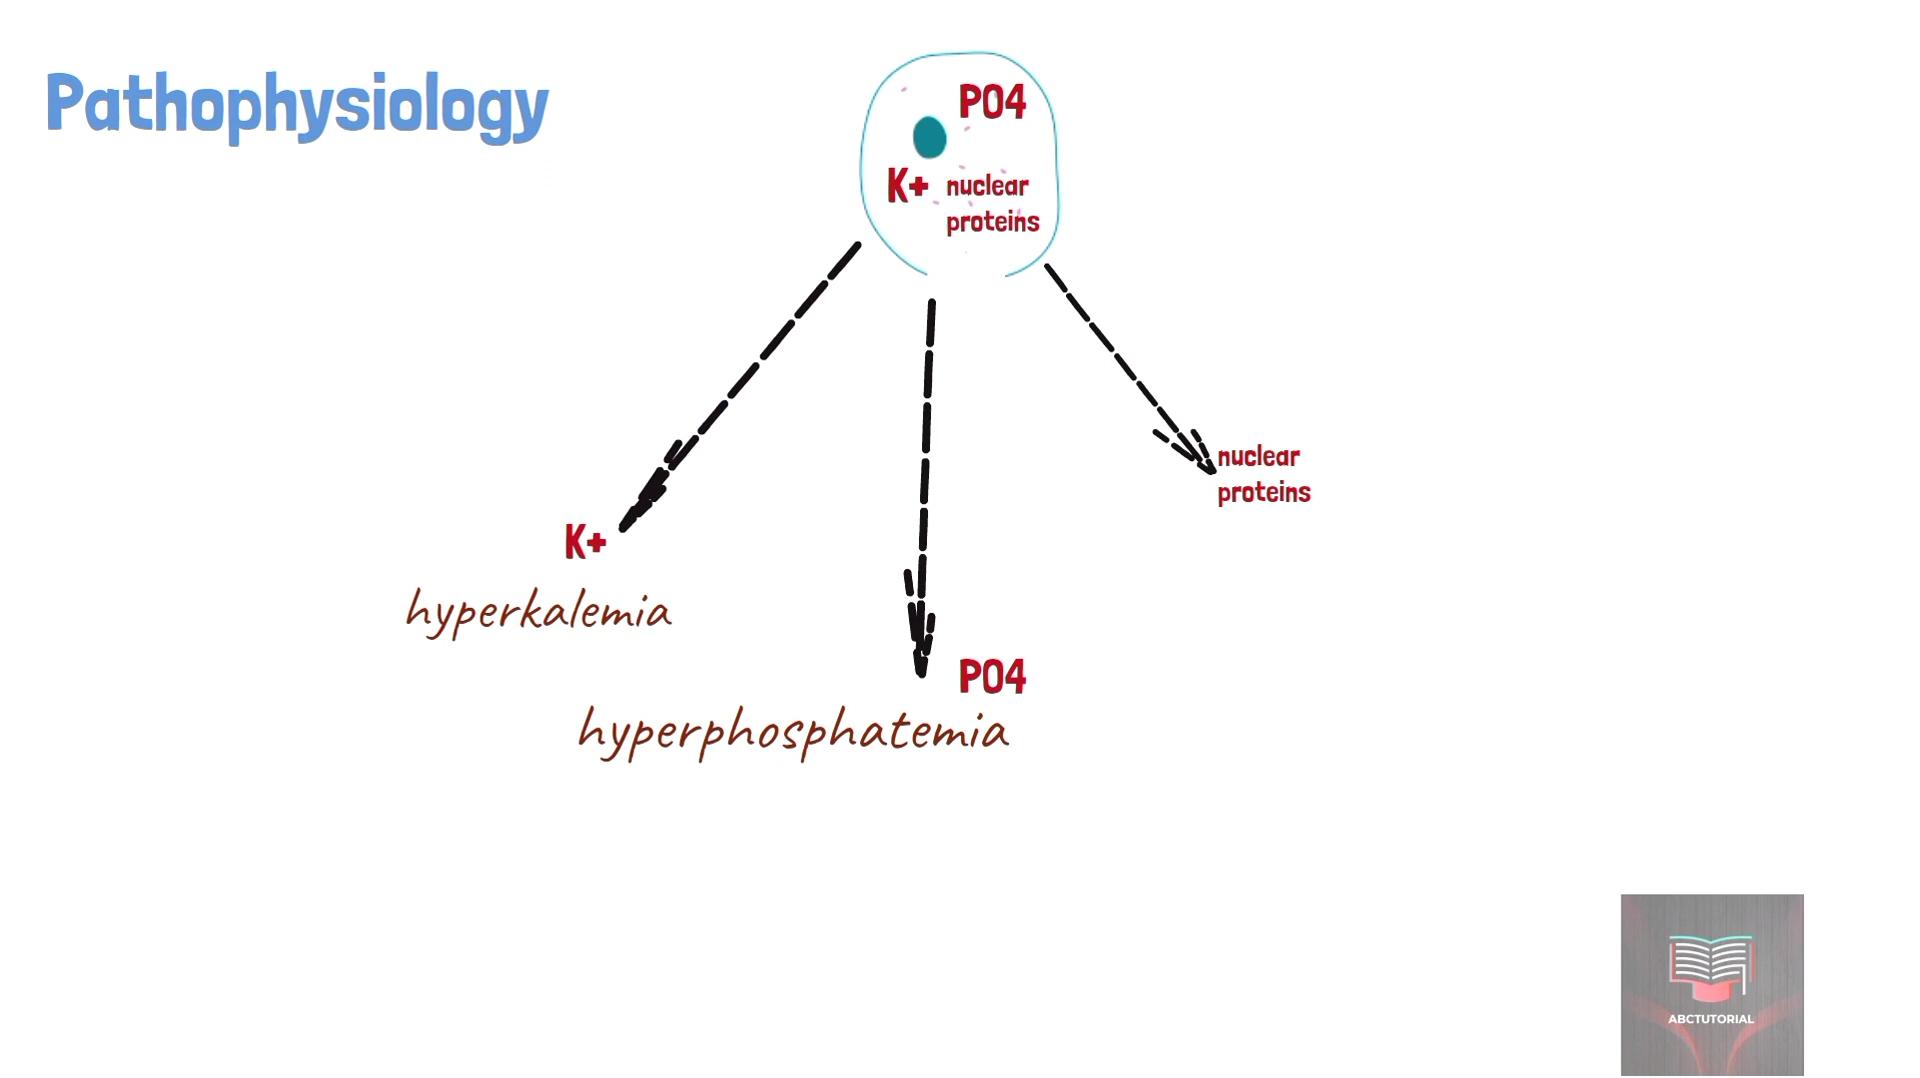 Pathophysiology
PO4
K+
nuclear
proteins
nuclear
proteins
K+
hyperkalemia
PO4
hyperphosphatemia
ABCTUTORIAL